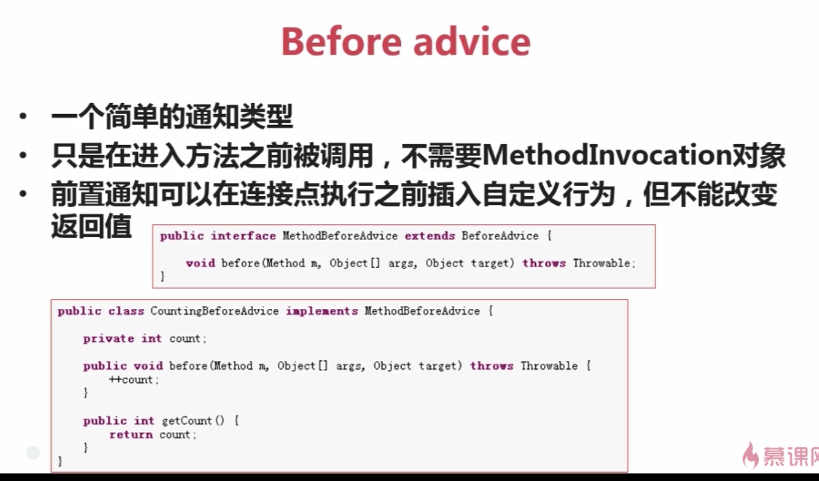 Before advice
• 一个简单的通知类型
• 只是在进入方法之前被调用，不需要MethodInvocation对象
• 前置通知可以在连接点执行之前插入自定义行为，但不能改变
返回值
public interface MethodBeforeAdvice extends BeforeAdvice {
void before(Method m, Object[] args, Object target) throws Throwable;
}
public class CountingBeforeAdvice implements MethodBeforeAdvice {
private int count;
public void before(Method m, Object[] args, Object target) throws Throwable {
++count;
}
public int getCount() {
return count;
}
}
慕课网